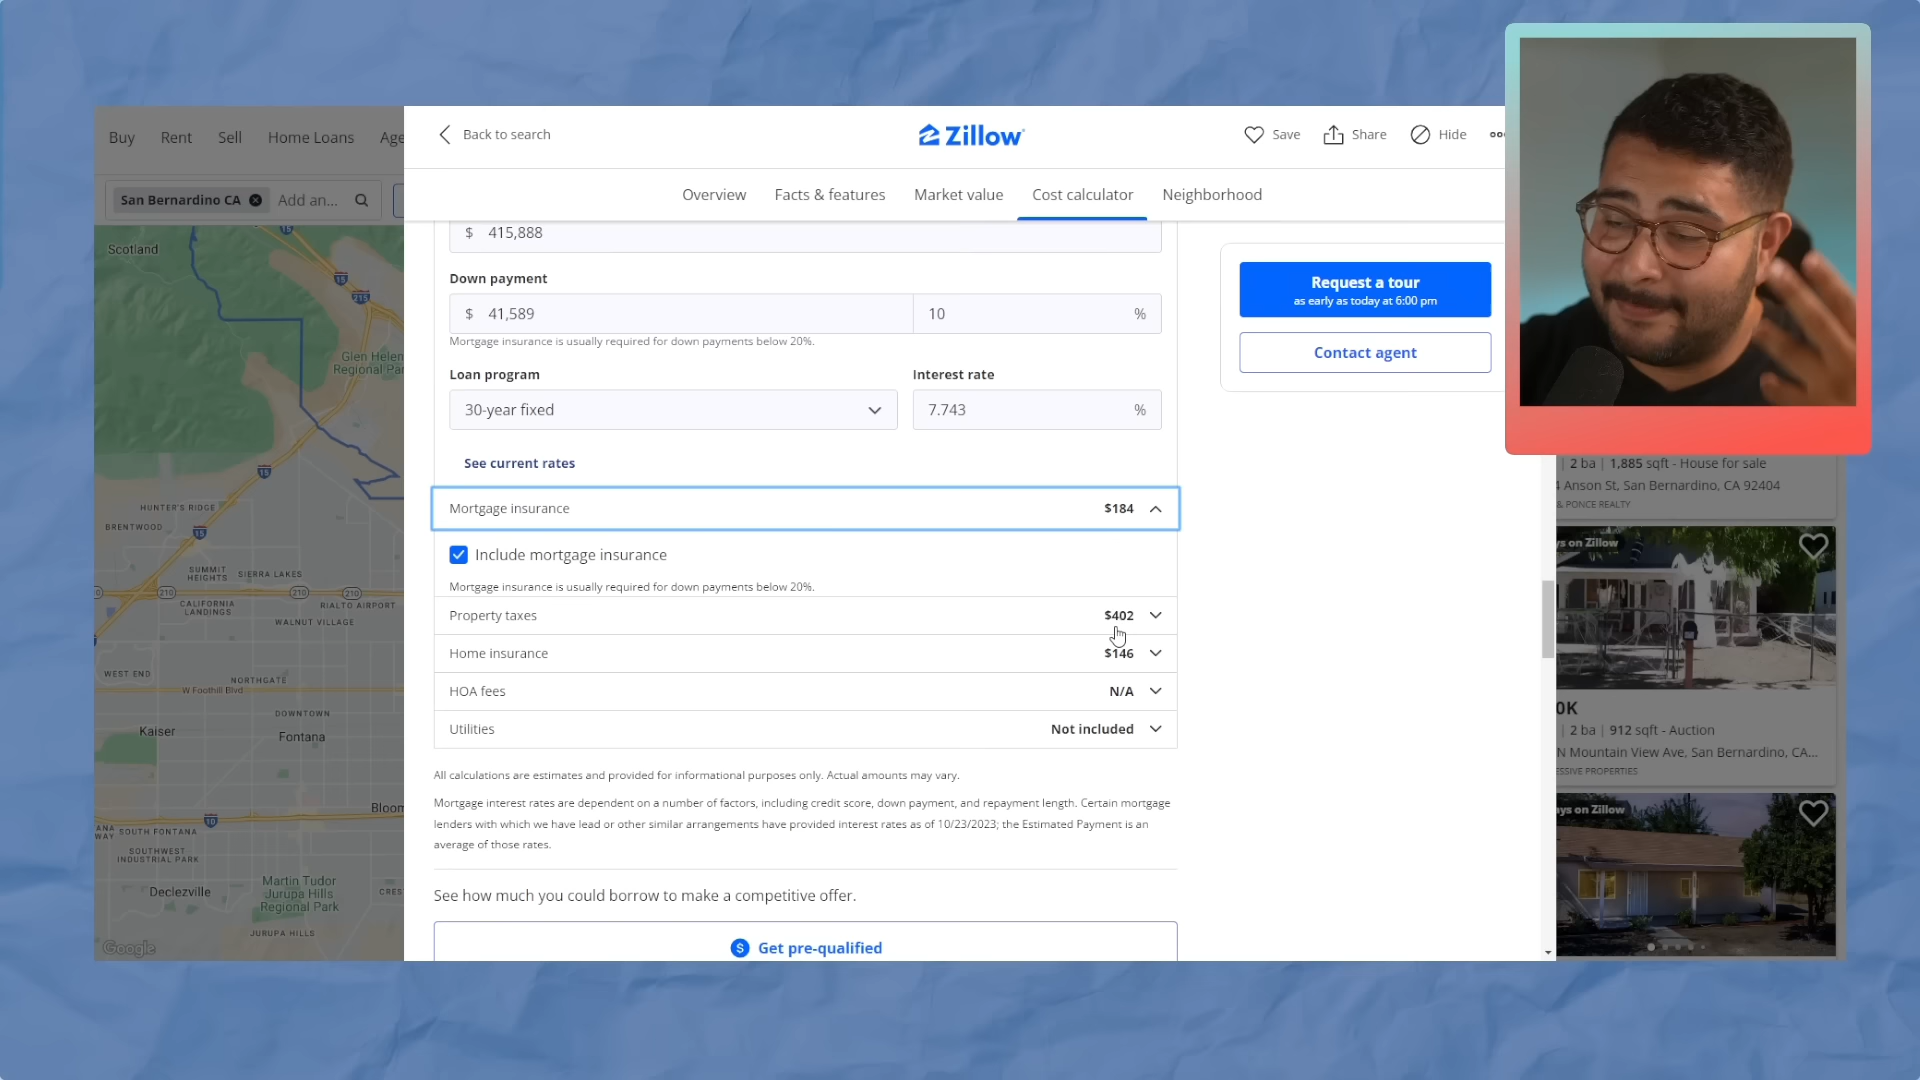 Buy Rent Sell Home Loans Age
San Bernardino CA Add an...
Scotland
15
15
215
Glen Helen
Regional Par
15
HUNTER'S RIDGE
BRENTWOOD
15
SUMMIT
HEIGHTS
SIERRA LAKES
210
210
210
CALIFORNIA
LANDINGS
RIALTO AIRPORT
WALNUT VILLAGE
WEST END
NORTHGATE
W Foothill Blvd
DOWNTOWN
Kaiser
Fontana
Bloom
10
SOUTH FONTANA
SOUTHWEST
INDUSTRIAL PARK
Declezville
Martin Tudor
Jurupa Hills
Regional Park
CRES
JURUPA HILLS
Google
Back to search
Zillow
Save Share Hide
Overview Facts & features Market value Cost calculator Neighborhood
$ 415,888
Down payment
$ 41,589 10 %
Mortgage insurance is usually required for down payments below 20%.
Loan program Interest rate
30-year fixed 7.743 %
See current rates
Mortgage insurance $184
Include mortgage insurance
Mortgage insurance is usually required for down payments below 20%.
Property taxes $402
Home insurance $146
HOA fees N/A
Utilities Not included
All calculations are estimates and provided for informational purposes only. Actual amounts may vary.
Mortgage interest rates are dependent on a number of factors, including credit score, down payment, and repayment length. Certain mortgage
lenders with which we have lead or other similar arrangements have provided interest rates as of 10/23/2023; the Estimated Payment is an
average of those rates.
See how much you could borrow to make a competitive offer.
$ Get pre-qualified
Request a tour
as early as today at 6:00 pm
Contact agent
| 2 ba | 1,885 sqft - House for sale
Anson St, San Bernardino, CA 92404
& PONCE REALTY
ys on Zillow
0K
| 2 ba | 912 sqft - Auction
N Mountain View Ave, San Bernardino, CA...
ESSIVE PROPERTIES
ays on Zillow